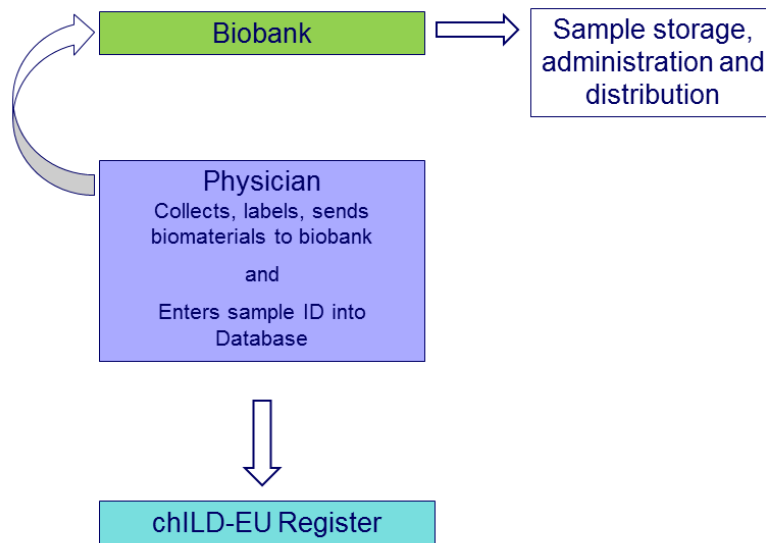 Biobank
Sample storage,
administration and
distribution
Physician
Collects, labels, sends
biomaterials to biobank
and
Enters sample ID into
Database
chILD-EU Register